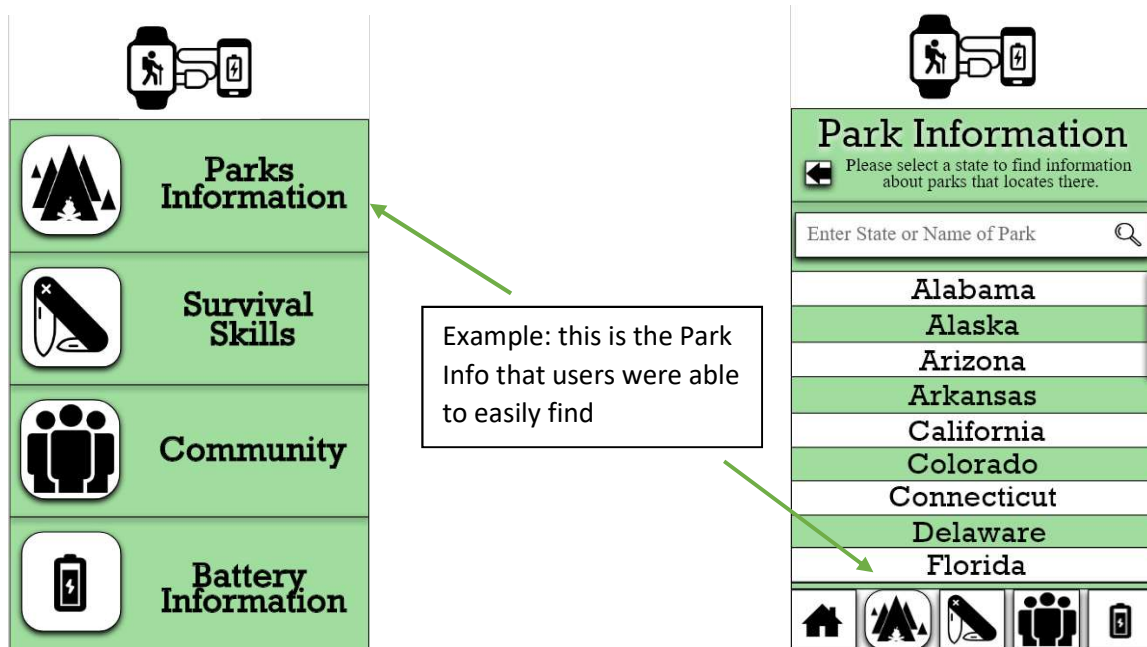 Parks
Information
Survival
Skills
Community
Battery
Information
Example: this is the Park
Info that users were able
to easily find
Park Information
Please select a state to find information
about parks that locates there.
Enter State or Name of Park
Alabama
Alaska
Arizona
Arkansas
California
Colorado
Connecticut
Delaware
Florida